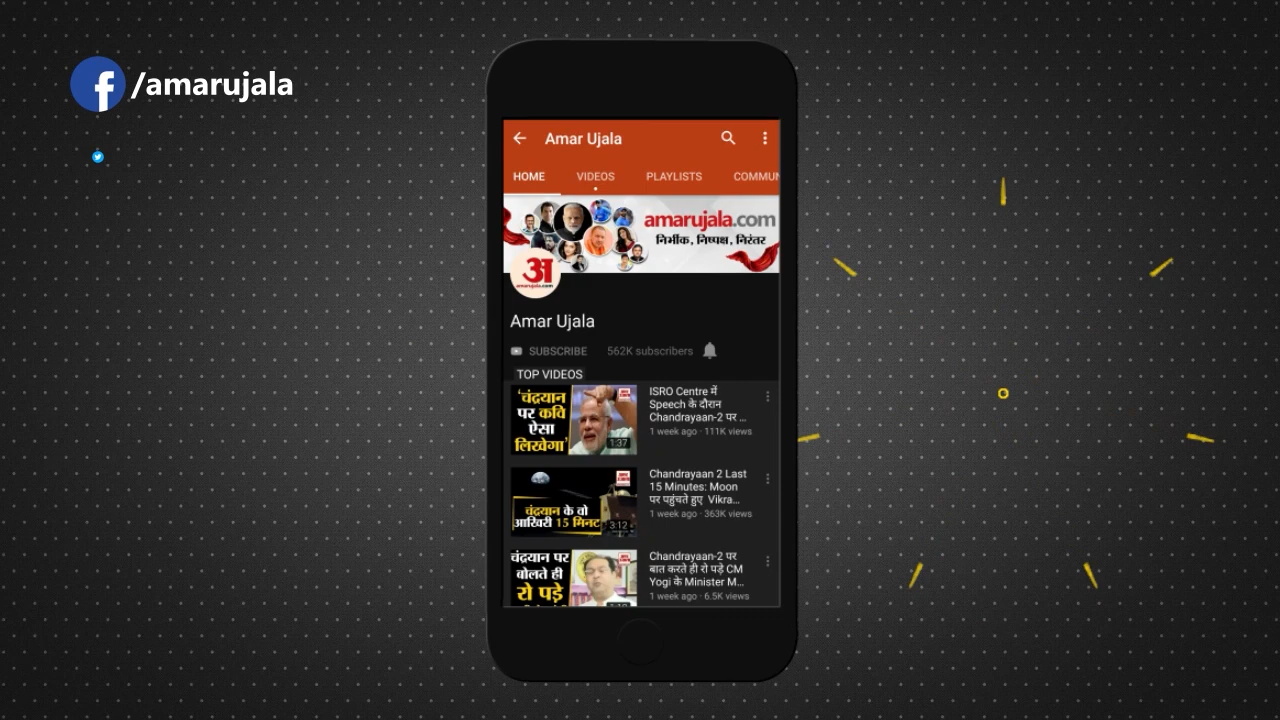 /amarujala
Amar Ujala
HOME VIDEOS PLAYLISTS COMMUN
amarujala.com
निर्भीक, निष्पक्ष, निरंतर
अ
amarujala.com
Amar Ujala
SUBSCRIBE 562K subscribers
TOP VIDEOS
'चंद्रयान
पर कवि
ऐसा
लिखेगा'
1:37
ISRO Centre में
Speech के दौरान
Chandrayaan-2 पर ...
1 week ago · 111K views
चंद्रयान के वो
आखिरी 15 मिनट
3:12
Chandrayaan 2 Last
15 Minutes: Moon
पर पहुंचते हुए Vikra...
1 week ago · 363K views
चंद्रयान पर
बोलते ही
रो पड़े
Chandrayaan-2 पर
बात करते ही रो पड़े CM
Yogi के Minister M...
1 week ago · 6.5K views